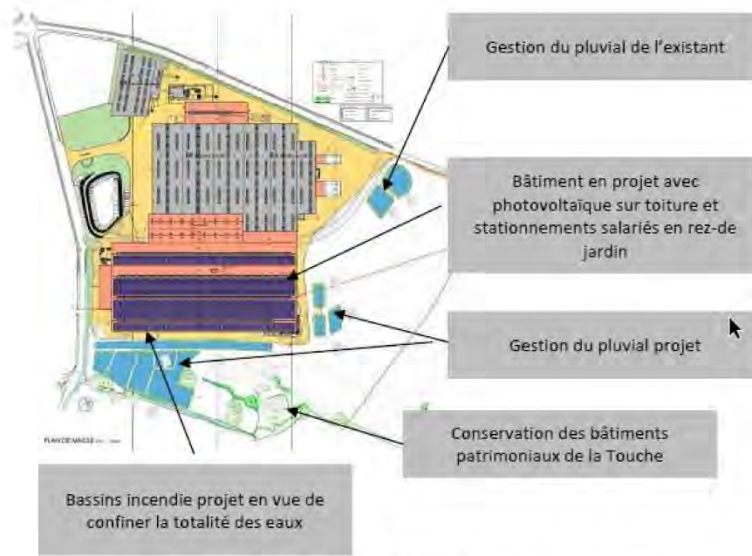 Gestion du pluvial de l'existant
Bâtiment en projet avec
photovoltaïque sur toiture et
stationnements salariés en rez-de
jardin
Gestion du pluvial projet
Conservation des bâtiments
patrimoniaux de la Touche
PLAN DE MASSE
Bassins incendie projet en vue de
confiner la totalité des eaux